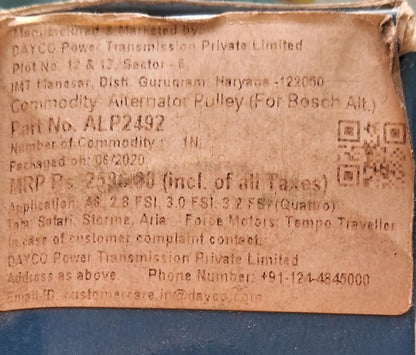 Manufactured & Marketed by
DAYCO Power Transmission Private Limited
Plot No. 12 & 13, Sector - 6
IMT Manesar, Distt. Gurugram, Haryana -122050
Commodity Alternator Pulley (For Bosch Alt.)
Part No. ALP2492
Number of Commodity : 1N
Packaged on: 06/2020
MRP Rs. (incl. of all Taxes)
Application: A6, 2.8 FSI, 3.0 FSI, 3.2 FSI (Quattro)
Tata Safari, Storme, Aria Force Motors: Tempo Traveller
In case of customer complaint contact:
DAYCO Power Transmission Private Limited
Address as above Phone Number: +91-124-4845000
Email ID: customercare.in@dayco.com